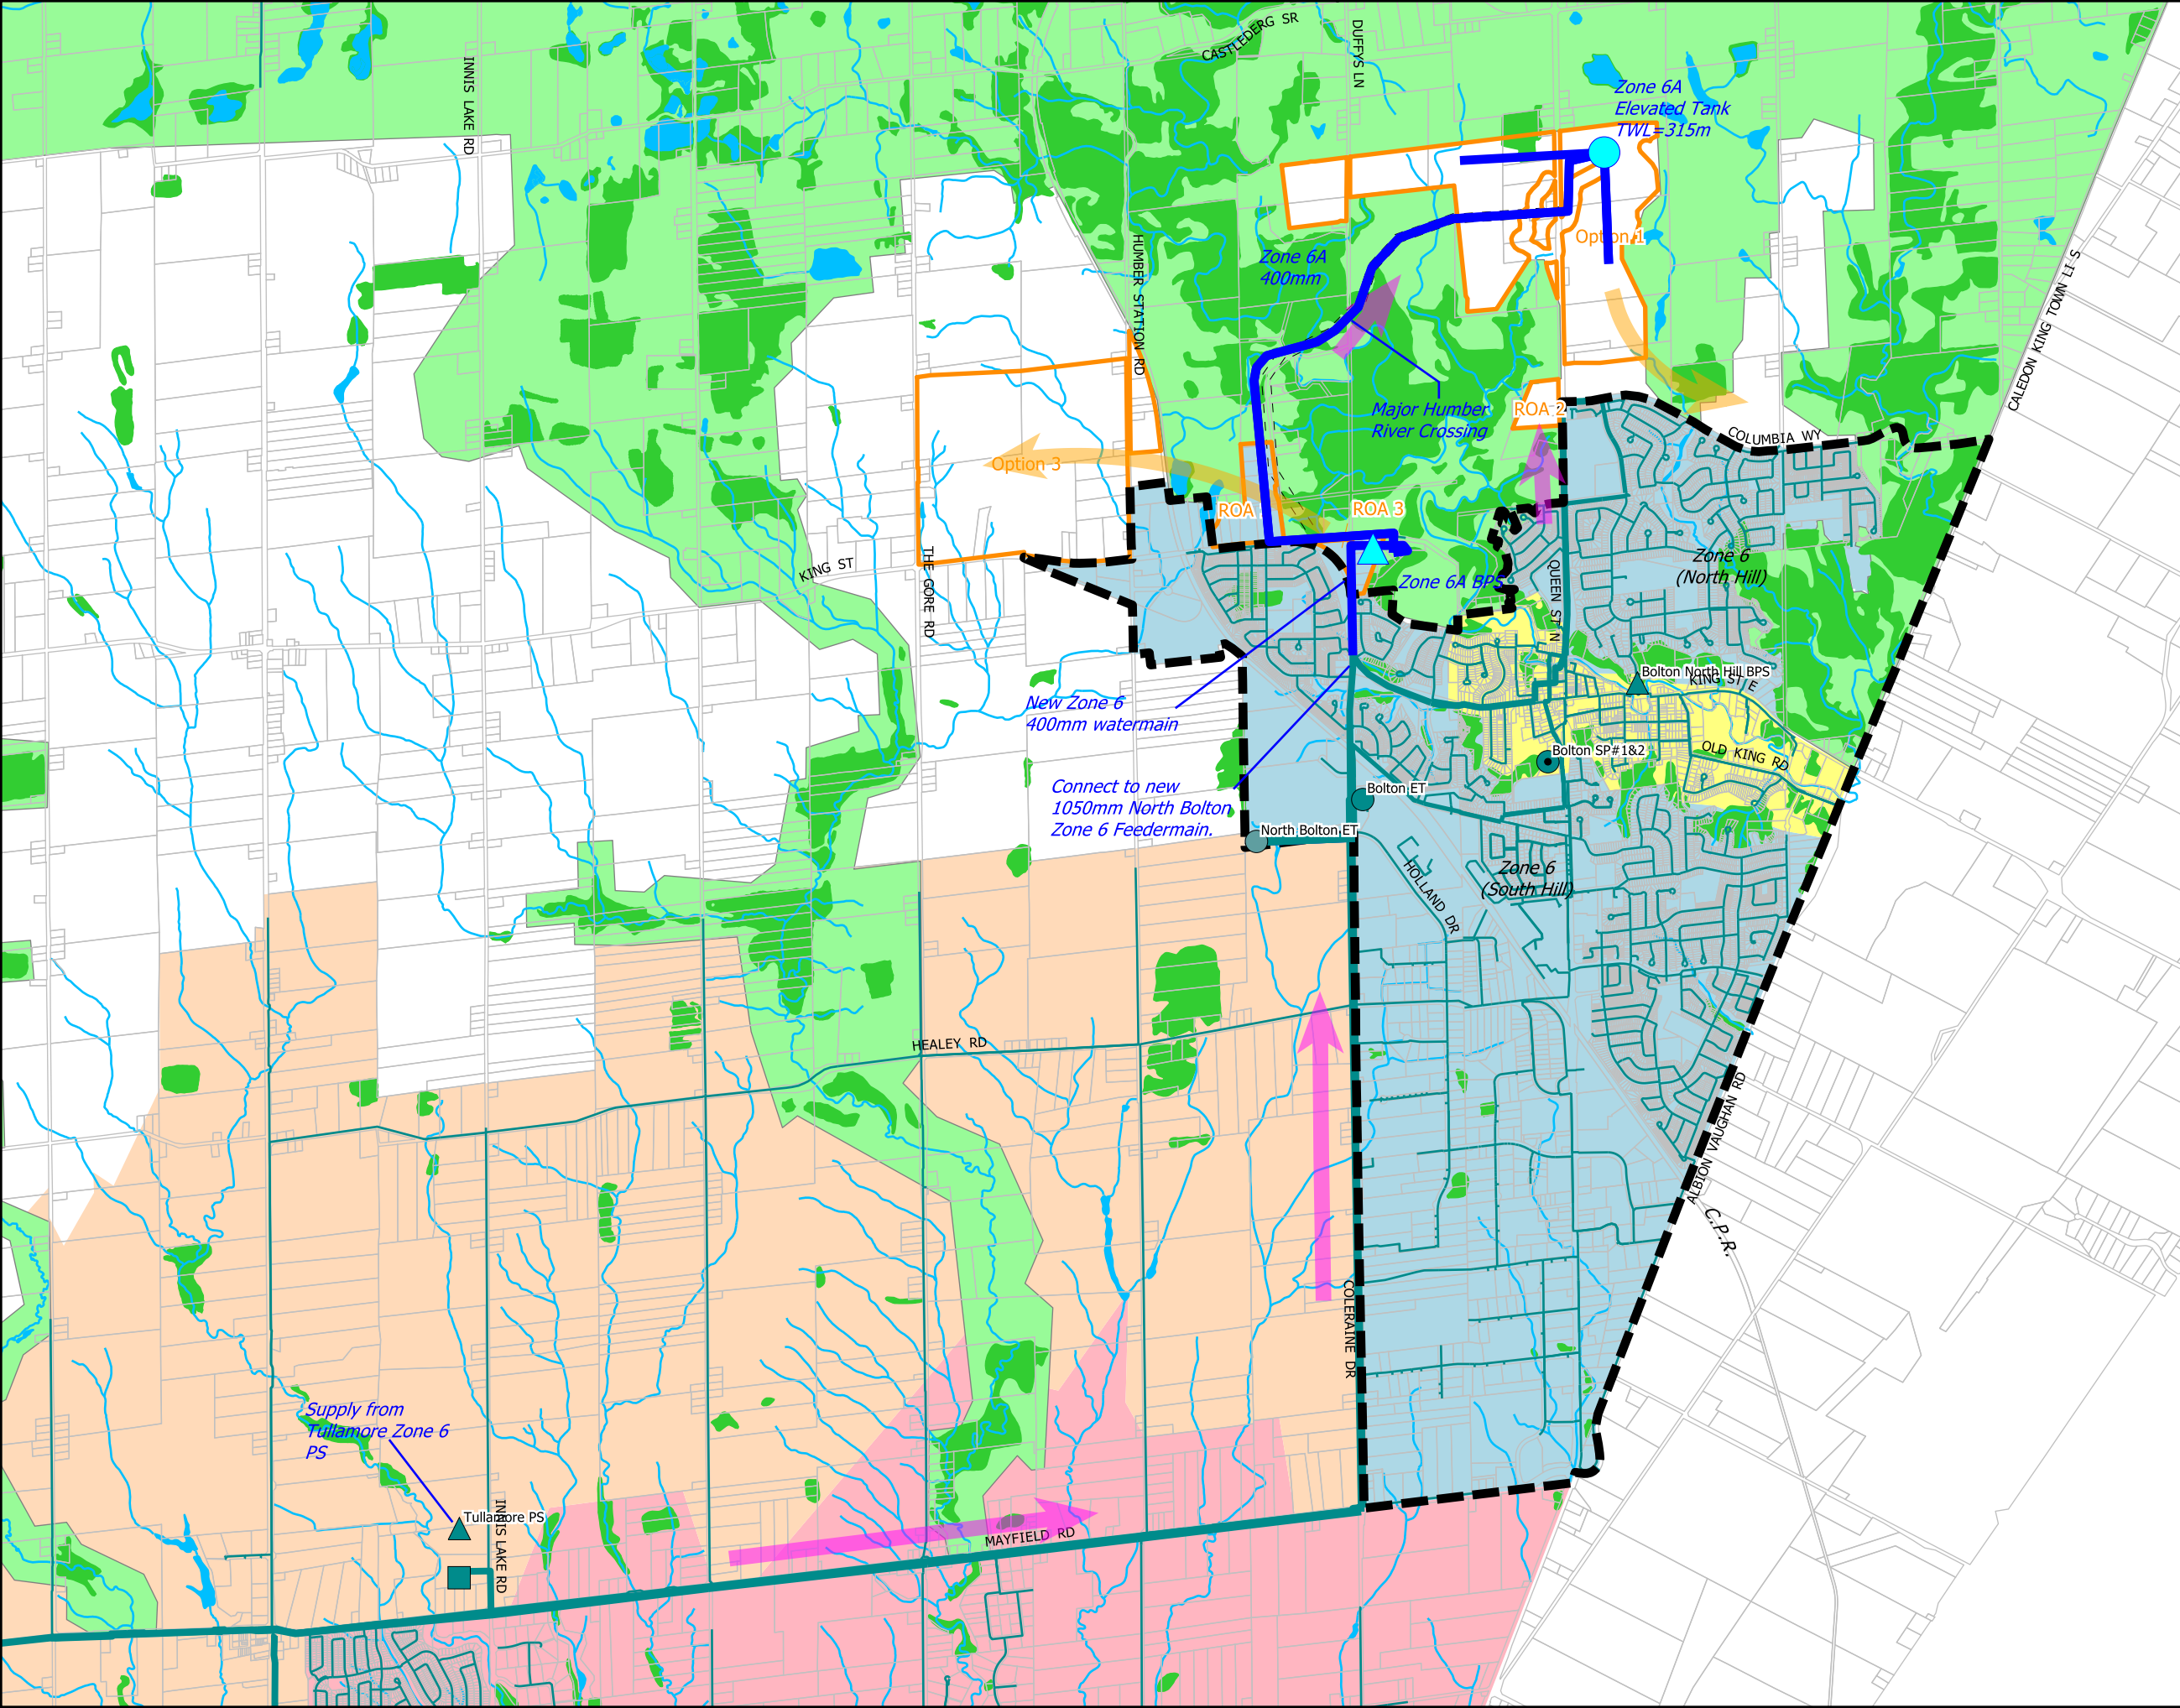 CASTLEDERG SR
DUFFYS LN
INNIS LAKE RD
Zone 6A
Elevated Tank
TWL=315m
HUMBER STATION RD
Option 1
Zone 6A
400mm
CALEDON KING TOWN LI S
Major Humber
River Crossing
ROA 2
COLUMBIA WY
Option 3
ROA
ROA 3
KING ST
THE GORE RD
Zone 6A BPS
QUEEN ST N
Zone 6
(North Hill)
Bolton North Hill BPS
KING ST E
New Zone 6
400mm watermain
OLD KING RD
Bolton SP#1&2
Connect to new
1050mm North Bolton
Zone 6 Feedermain.
Bolton ET
North Bolton ET
HOLLAND DR
Zone 6
(South Hill)
HEALEY RD
ALBION VAUGHAN RD
C.P.R.
COLERAINE DR
Supply from
Tullamore Zone 6
PS
Tullamore PS
INNIS LAKE RD
MAYFIELD RD